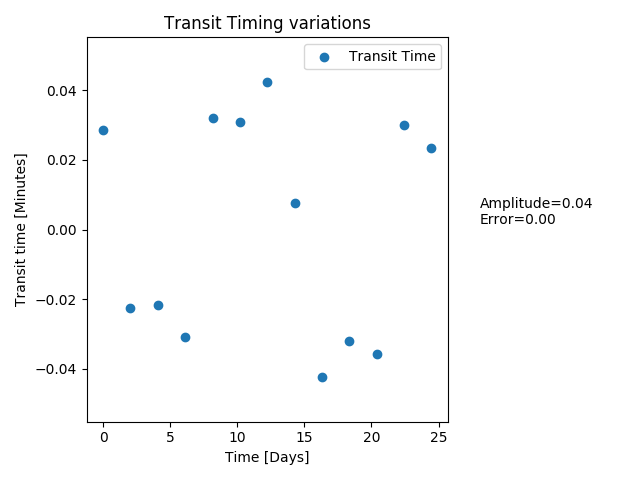 Transit Timing variations
Transit Time
0.04
0.02
0.00
−0.02
−0.04
Transit time [Minutes]
0
5
10
15
20
25
Time [Days]
Amplitude=0.04
Error=0.00